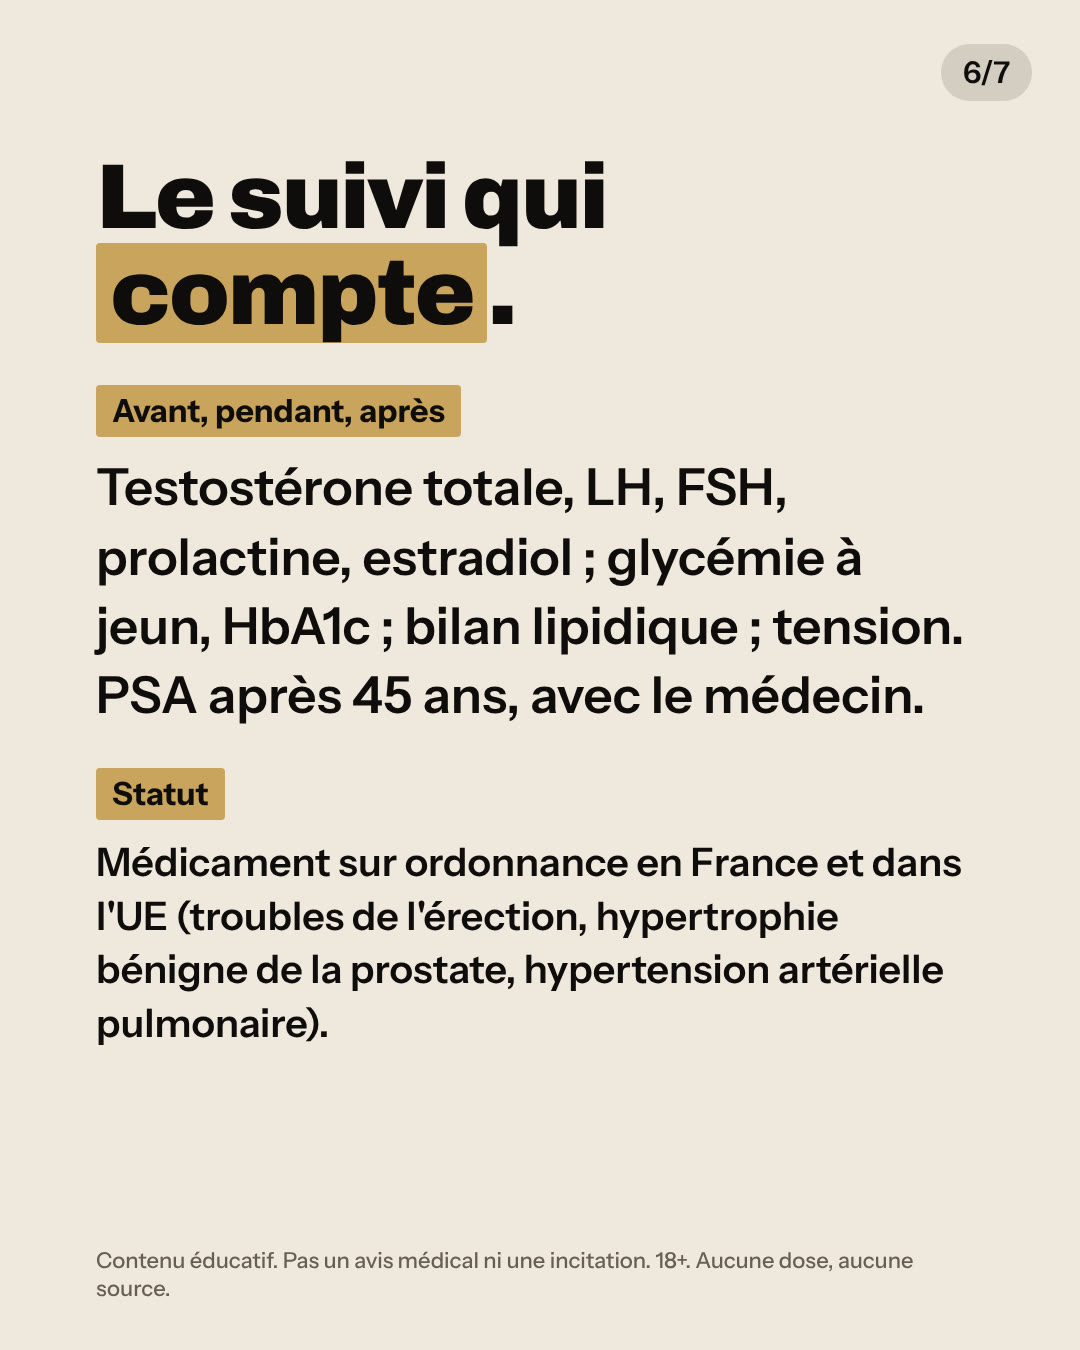 6/7
Le suivi qui
compte.
Avant, pendant, après
Testostérone totale, LH, FSH,
prolactine, estradiol ; glycémie à
jeun, HbA1c ; bilan lipidique ; tension.
PSA après 45 ans, avec le médecin.
Statut
Médicament sur ordonnance en France et dans
l'UE (troubles de l'érection, hypertrophie
bénigne de la prostate, hypertension artérielle
pulmonaire).
Contenu éducatif. Pas un avis médical ni une incitation. 18+. Aucune dose, aucune
source.